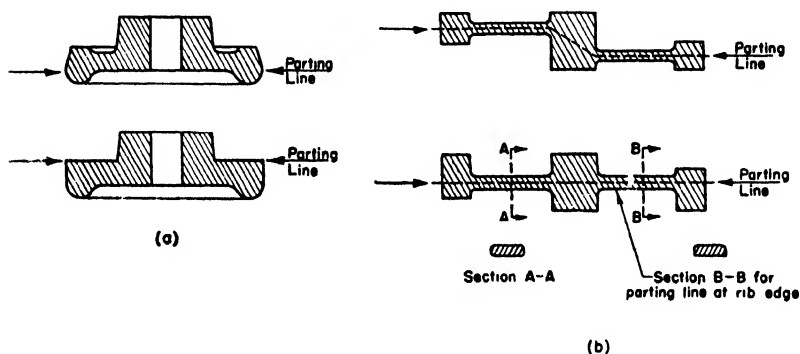 Parting
Line
Parting
Line
(a)
Parting
Line
A
B
Parting
Line
A
B
Section A-A
Section B-B for
parting line at rib edge
(b)